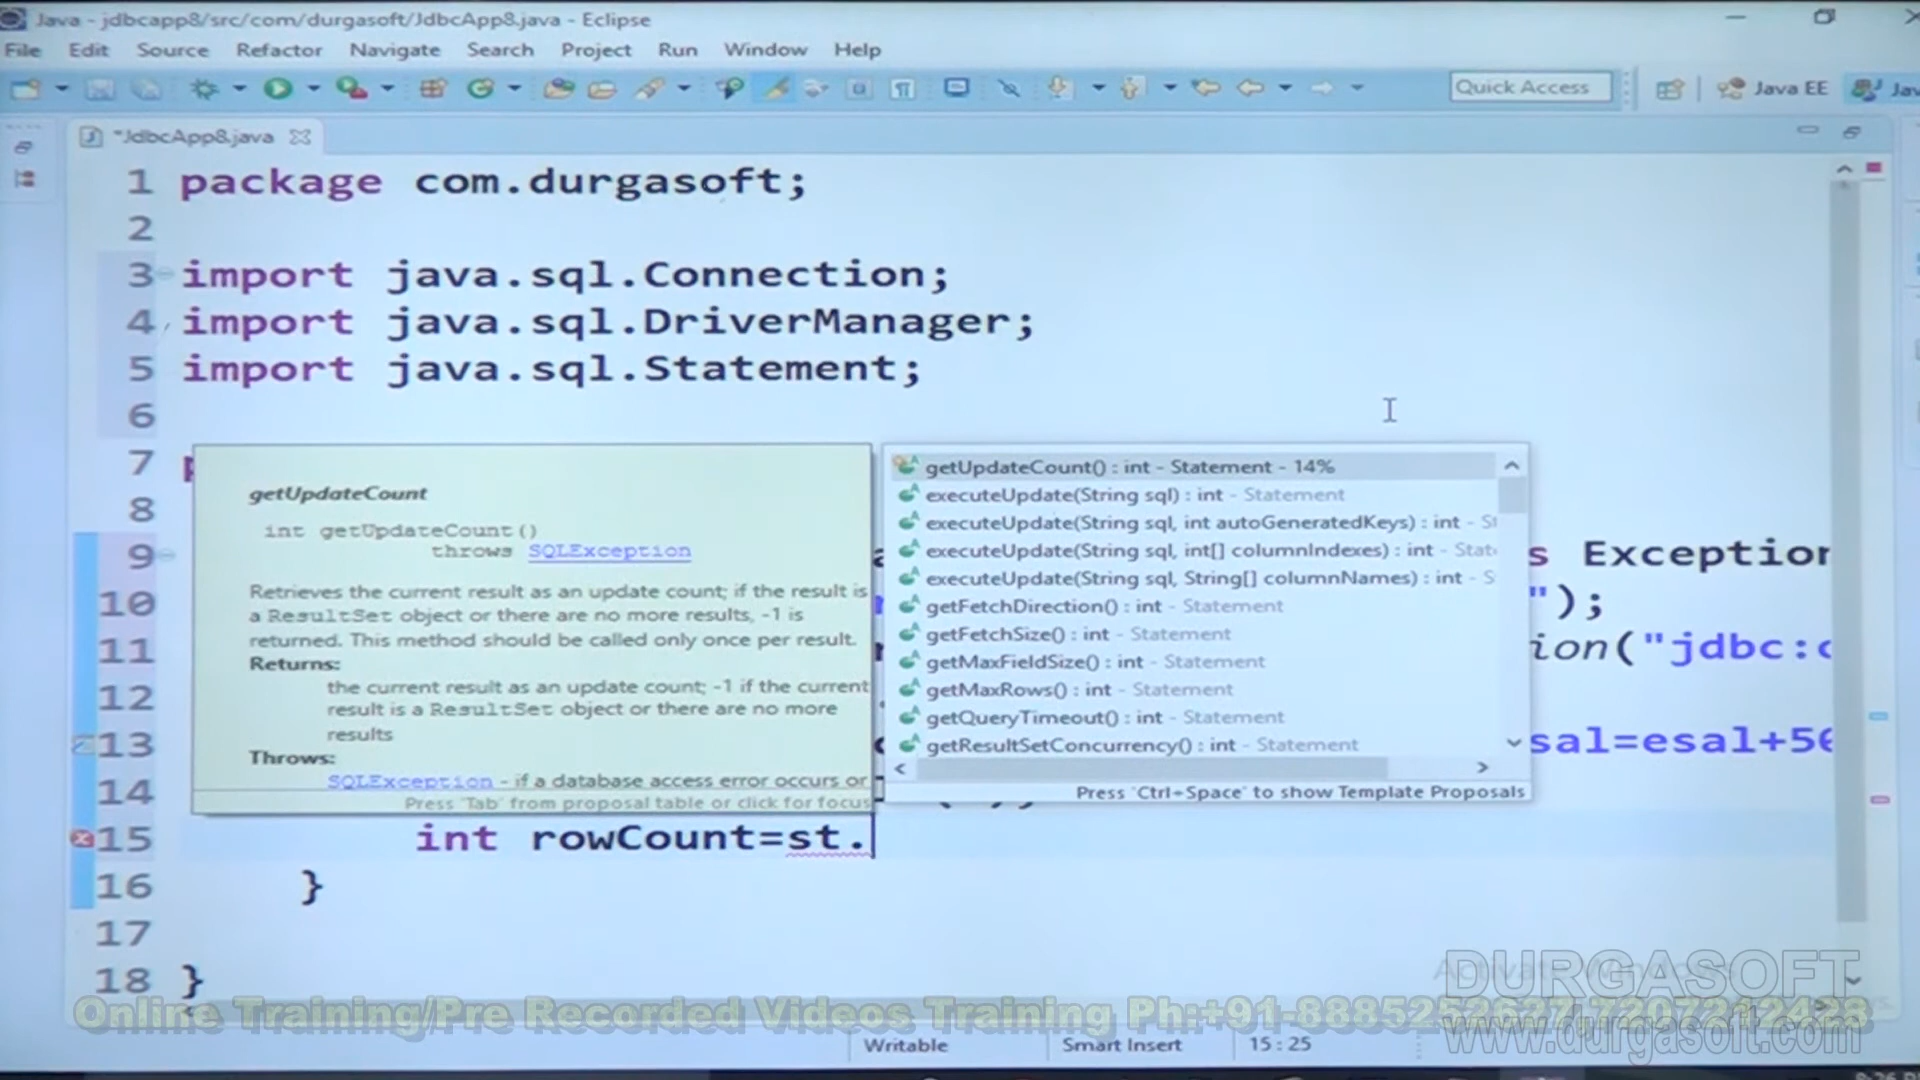 Java - jdbcapp8/src/com/durgasoft/JdbcApp8.java - Eclipse
File Edit Source Refactor Navigate Search Project Run Window Help
Quick Access
Java EE
*JdbcApp8.java
1 package com.durgasoft;
2
3 import java.sql.Connection;
4 import java.sql.DriverManager;
5 import java.sql.Statement;
6
7
8
9 s Exception
10 ");
11 ion("jdbc:
12
13 sal=esal+5
14
15 int rowCount=st.
16 }
17
18 }
getUpdateCount
int getUpdateCount()
throws SQLException
Retrieves the current result as an update count; if the result is
a ResultSet object or there are no more results, -1 is
returned. This method should be called only once per result.
Returns:
the current result as an update count; -1 if the current
result is a ResultSet object or there are no more
results
Throws:
SQLException - if a database access error occurs or
Press 'Tab' from proposal table or click for focus
getUpdateCount() : int - Statement - 14%
executeUpdate(String sql) : int - Statement
executeUpdate(String sql, int autoGeneratedKeys) : int - St
executeUpdate(String sql, int[] columnIndexes) : int - Stat
executeUpdate(String sql, String[] columnNames) : int - S
getFetchDirection() : int - Statement
getFetchSize() : int - Statement
getMaxFieldSize() : int - Statement
getMaxRows() : int - Statement
getQueryTimeout() : int - Statement
getResultSetConcurrency() : int - Statement
Press 'Ctrl+Space' to show Template Proposals
DURGASOFT
Online Training/Pre Recorded Videos Training Ph:+91-8885252627,7207212428
www.durgasoft.com
Writable Smart Insert 15 : 25